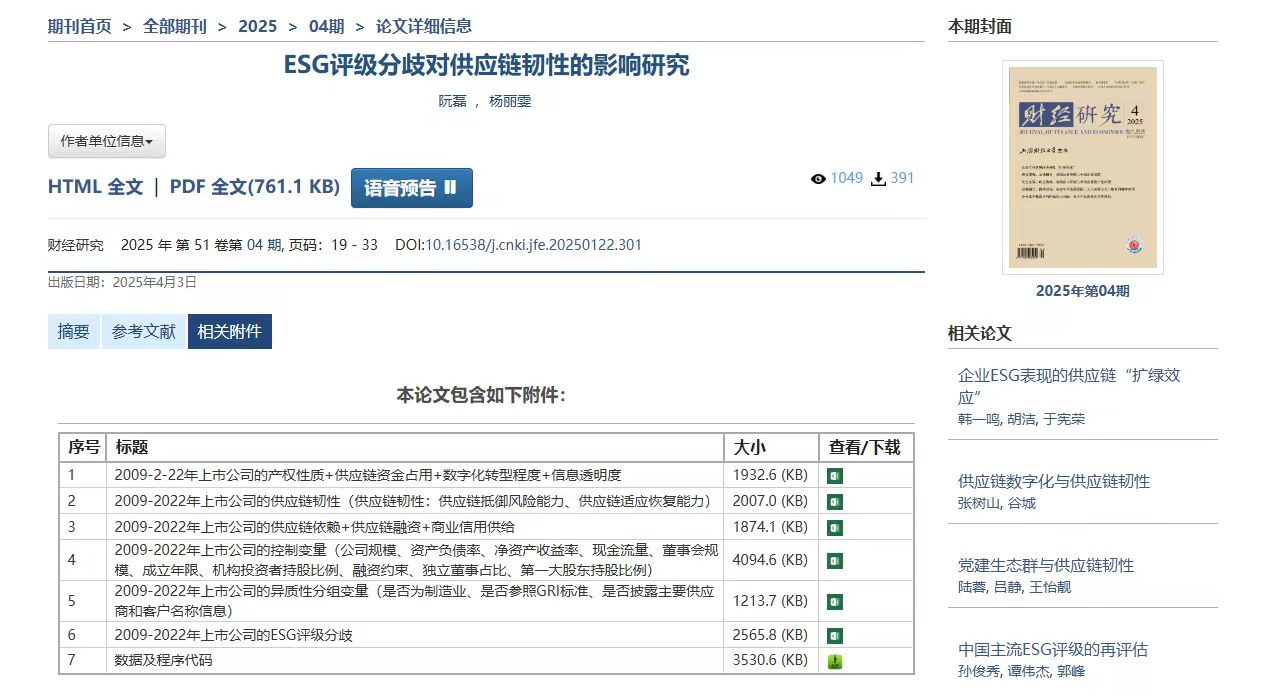 期刊首页 > 全部期刊 > 2025 > 04期 > 论文详细信息
ESG评级分歧对供应链韧性的影响研究
阮磊 ，杨丽雯
作者单位信息
HTML 全文 | PDF 全文(761.1 KB) 语音预告
1049 391
财经研究 2025 年 第 51 卷第 04 期, 页码：19 - 33 DOI:10.16538/j.cnki.jfe.20250122.301
出版日期：2025年4月3日
摘要 参考文献 相关附件
本论文包含如下附件：
序号 标题 大小 查看/下载
1 2009-2-22年上市公司的产权性质+供应链资金占用+数字化转型程度+信息透明度 1932.6 (KB)
2 2009-2022年上市公司的供应链韧性（供应链韧性：供应链抵御风险能力、供应链适应恢复能力） 2007.0 (KB)
3 2009-2022年上市公司的供应链依赖+供应链融资+商业信用供给 1874.1 (KB)
4 2009-2022年上市公司的控制变量（公司规模、资产负债率、净资产收益率、现金流量、董事会规 4094.6 (KB)
模、成立年限、机构投资者持股比例、融资约束、独立董事占比、第一大股东持股比例）
5 2009-2022年上市公司的异质性分组变量（是否为制造业、是否参照GRI标准、是否披露主要供应 1213.7 (KB)
商和客户名称信息）
6 2009-2022年上市公司的ESG评级分歧 2565.8 (KB)
7 数据及程序代码 3530.6 (KB)
本期封面
财经研究 4
2025
JOURNAL OF FINANCE AND ECONOMICS
2025年第04期
相关论文
企业ESG表现的供应链“扩绿效
应”
韩一鸣, 胡洁, 于宪荣
供应链数字化与供应链韧性
张树山, 谷城
党建生态群与供应链韧性
陆蓉, 吕静, 王怡靓
中国主流ESG评级的再评估
孙俊秀, 谭伟杰, 郭峰